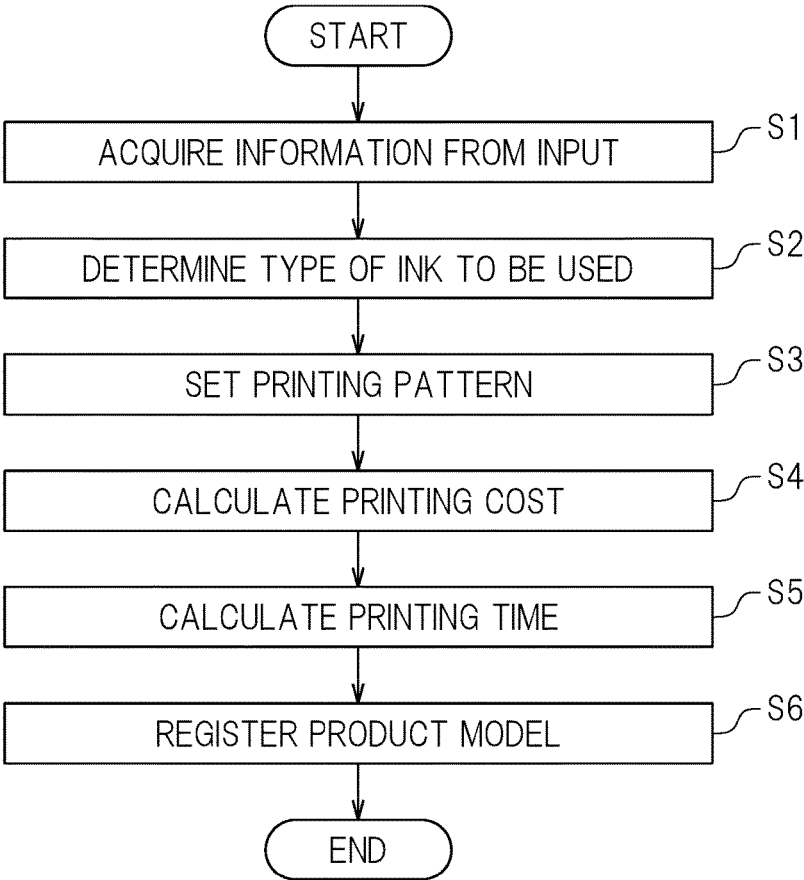 START
ACQUIRE INFORMATION FROM INPUT
S1
DETERMINE TYPE OF INK TO BE USED
S2
SET PRINTING PATTERN
S3
CALCULATE PRINTING COST
S4
CALCULATE PRINTING TIME
S5
REGISTER PRODUCT MODEL
S6
END